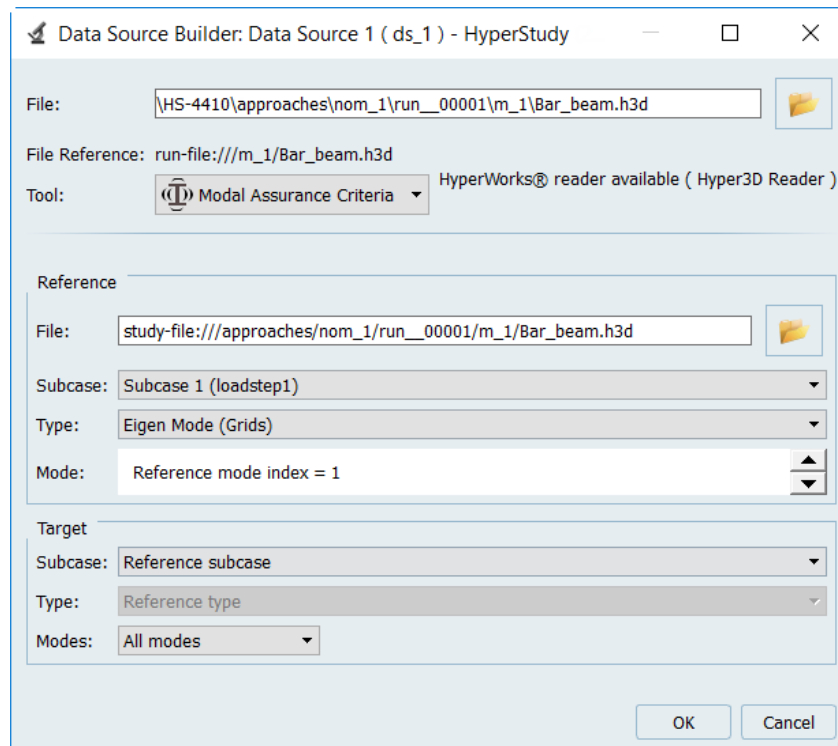 Data Source Builder: Data Source 1 ( ds_1 ) - HyperStudy
File: \HS-4410\approaches\nom_1\run__00001\m_1\Bar_beam.h3d
File Reference: run-file:///m_1/Bar_beam.h3d
Tool: Modal Assurance Criteria HyperWorks® reader available ( Hyper3D Reader )
Reference
File: study-file:///approaches/nom_1/run__00001/m_1/Bar_beam.h3d
Subcase: Subcase 1 (loadstep1)
Type: Eigen Mode (Grids)
Mode: Reference mode index = 1
Target
Subcase: Reference subcase
Type: Reference type
Modes: All modes
OK Cancel